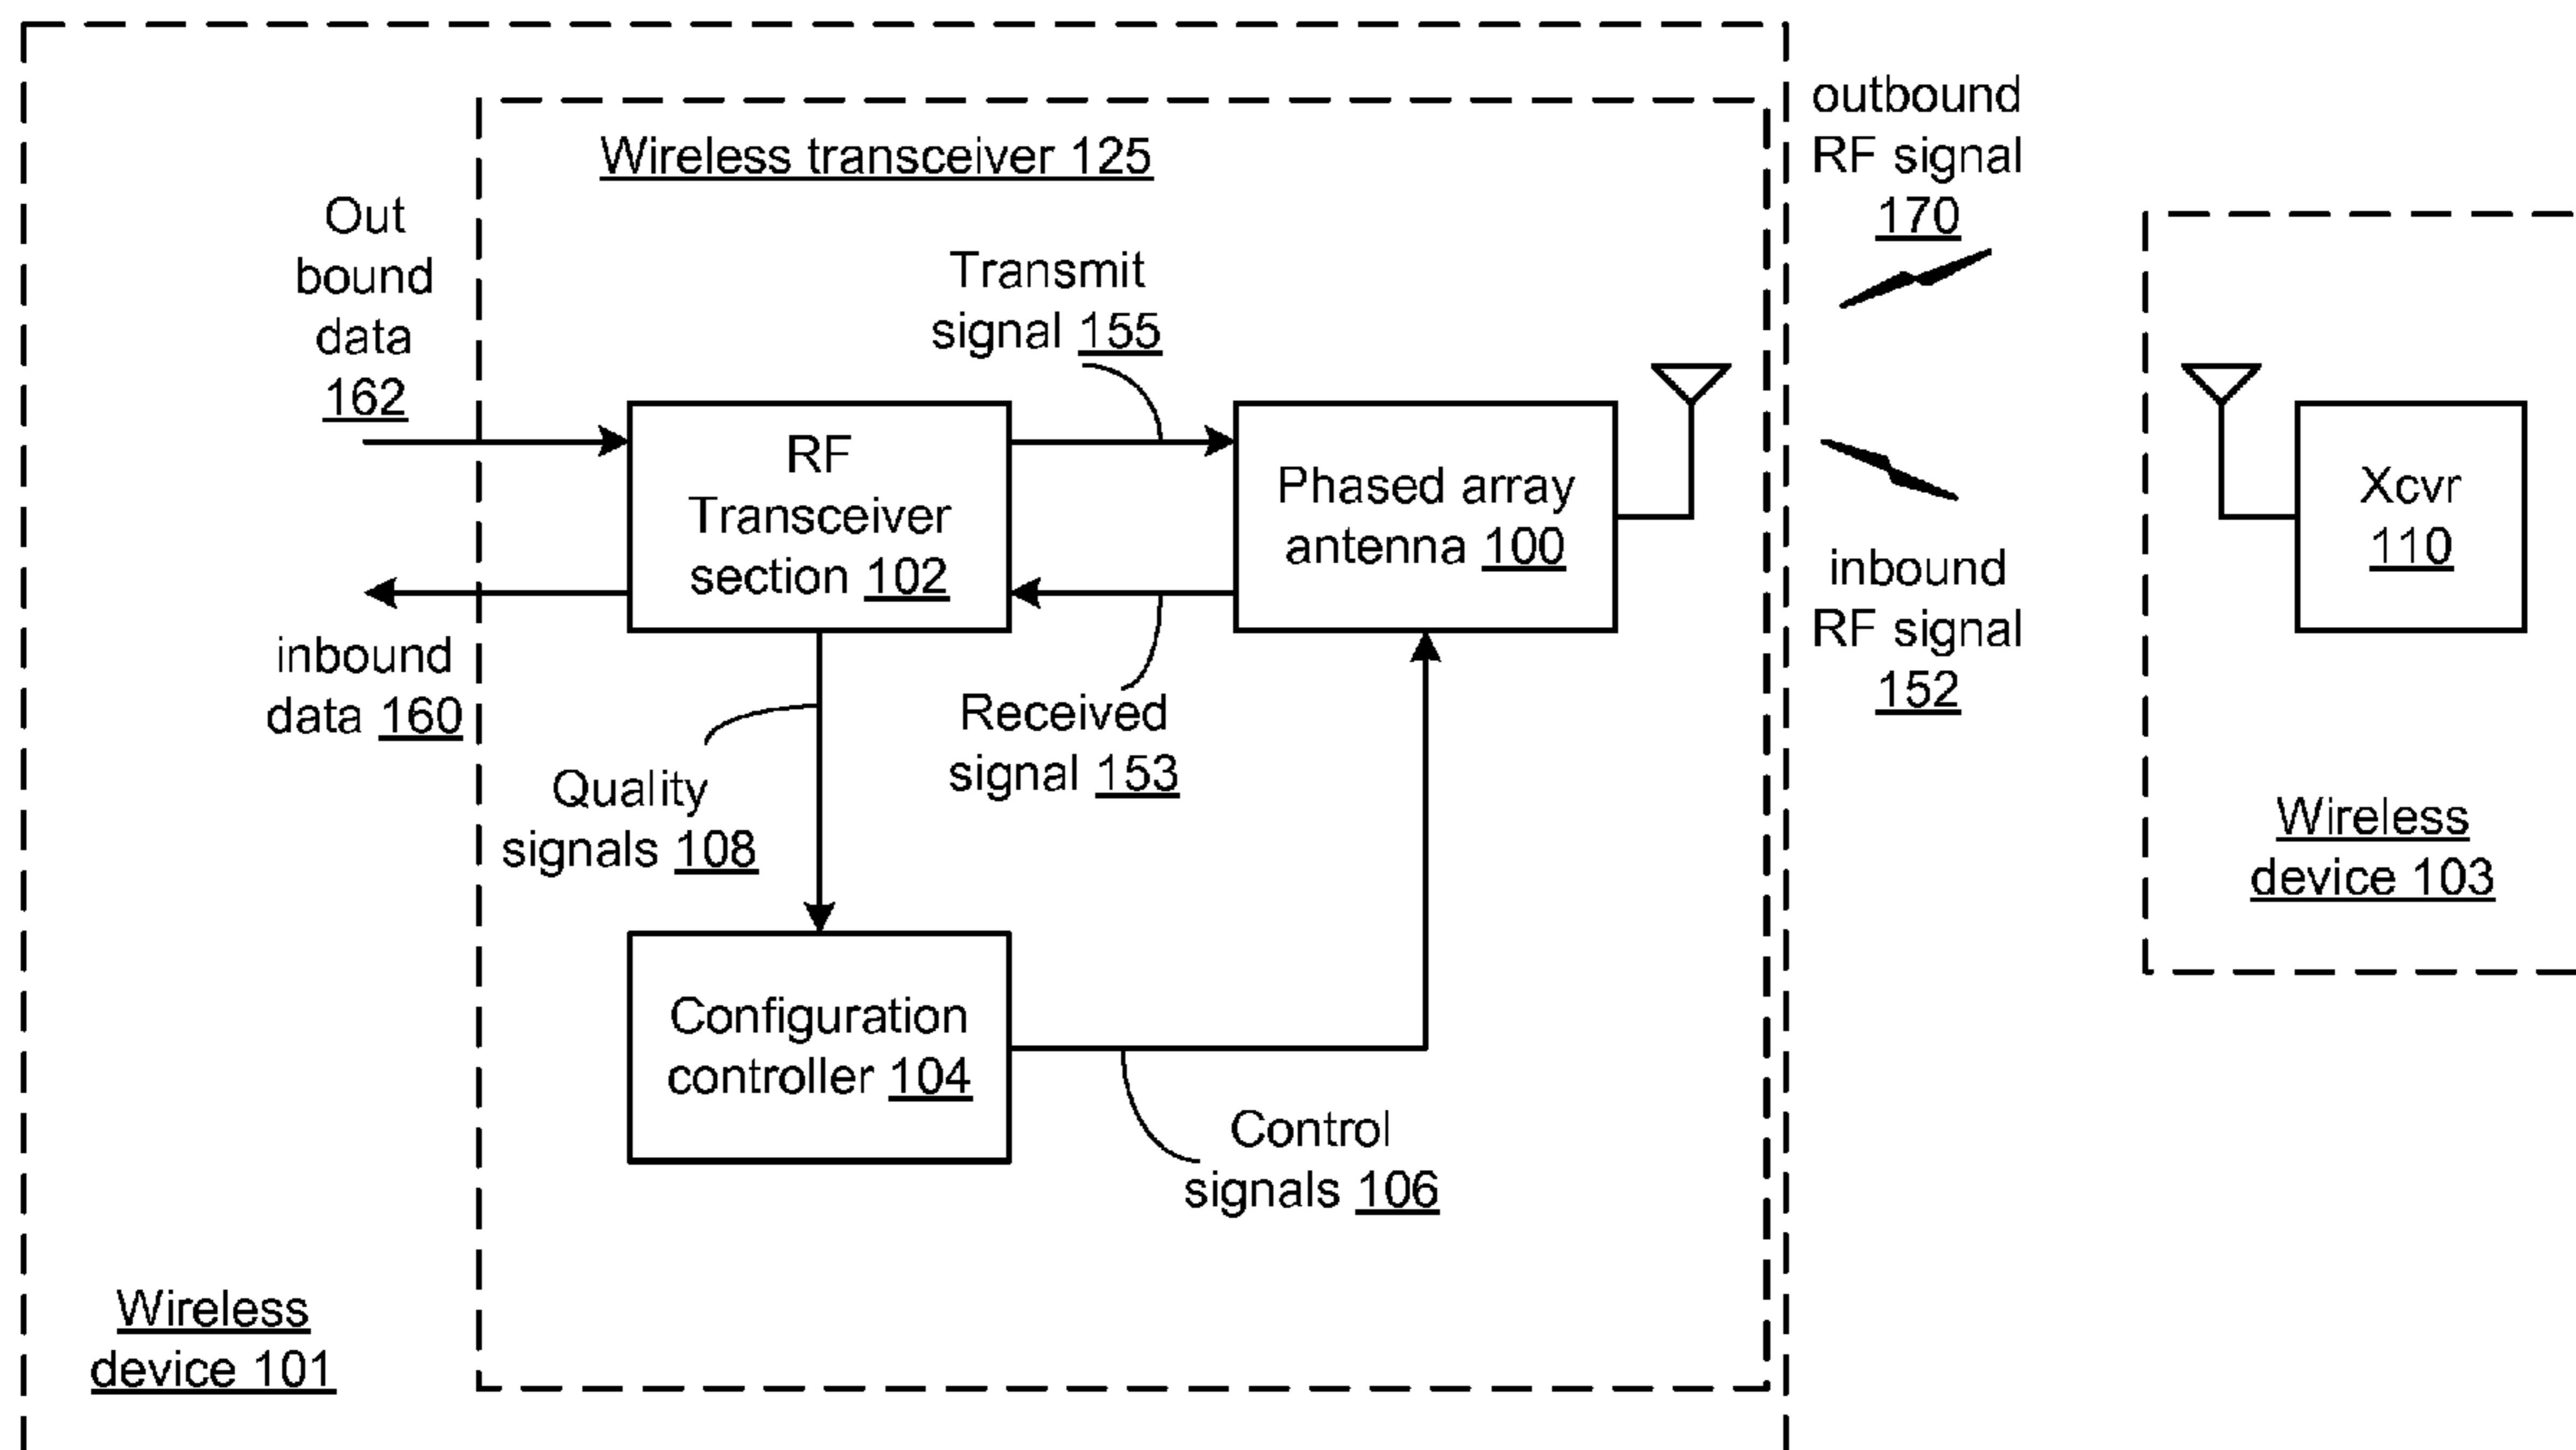 Wireless transceiver 125
Out
bound
data
162
inbound
data 160
Transmit
signal 155
RF
Transceiver
section 102
Phased array
antenna 100
Received
signal 153
Quality
signals 108
Configuration
controller 104
Control
signals 106
Wireless
device 101
outbound
RF signal
170
inbound
RF signal
152
Xcvr
110
Wireless
device 103